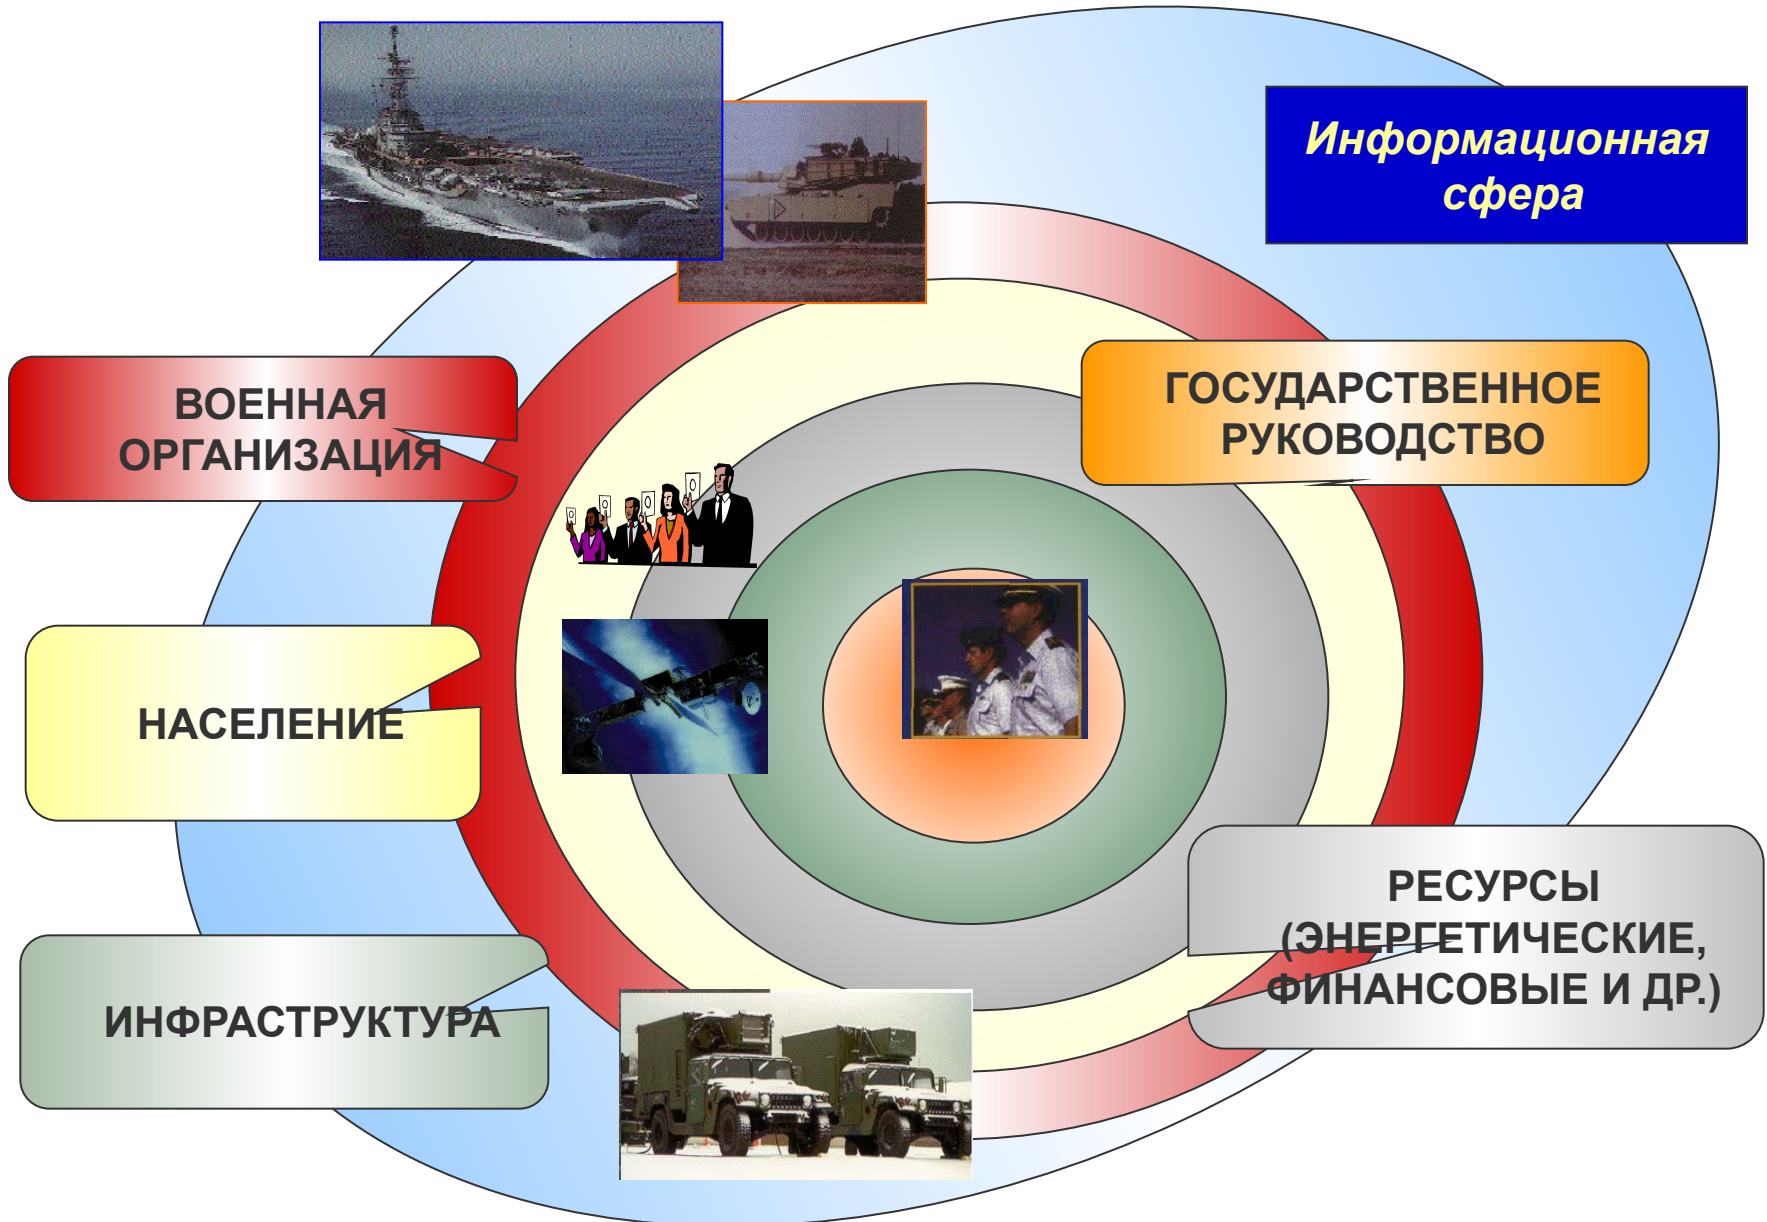 Информационная
сфера
ВОЕННАЯ
ОРГАНИЗАЦИЯ
ГОСУДАРСТВЕННОЕ
РУКОВОДСТВО
НАСЕЛЕНИЕ
РЕСУРСЫ
(ЭНЕРГЕТИЧЕСКИЕ,
ФИНАНСОВЫЕ И ДР.)
ИНФРАСТРУКТУРА